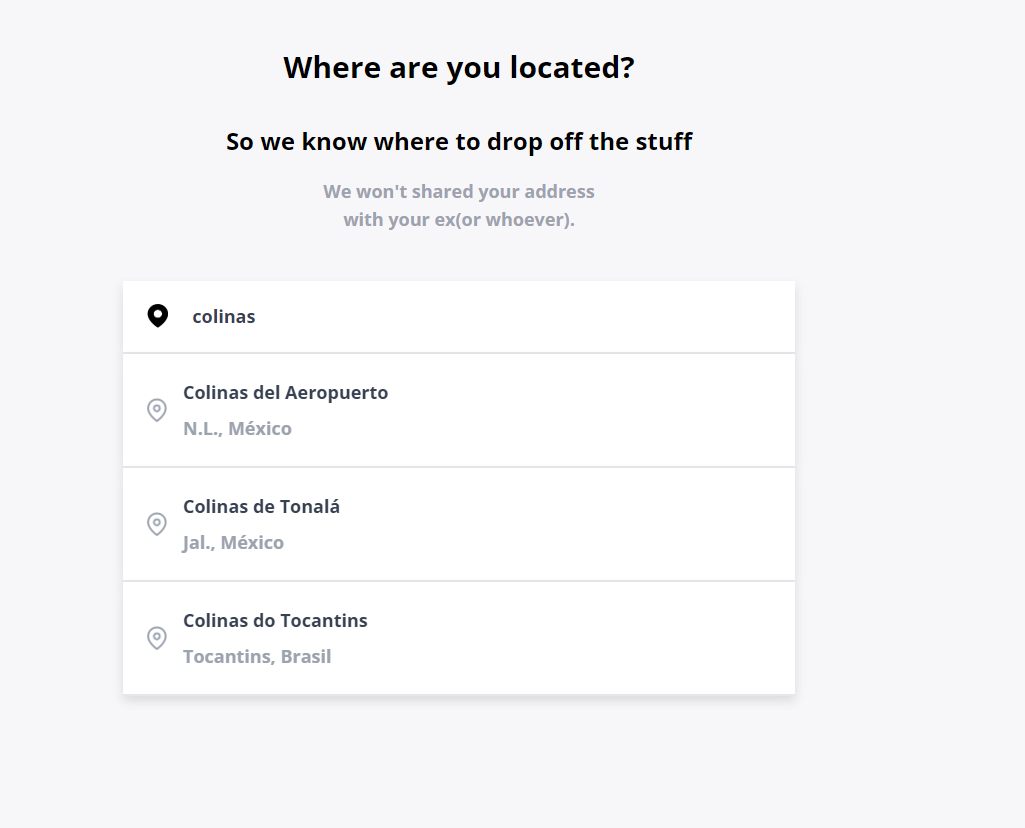 Where are you located?
So we know where to drop off the stuff
We won't shared your address
with your ex(or whoever).
colinas
Colinas del Aeropuerto
N.L., México
Colinas de Tonalá
Jal., México
Colinas do Tocantins
Tocantins, Brasil